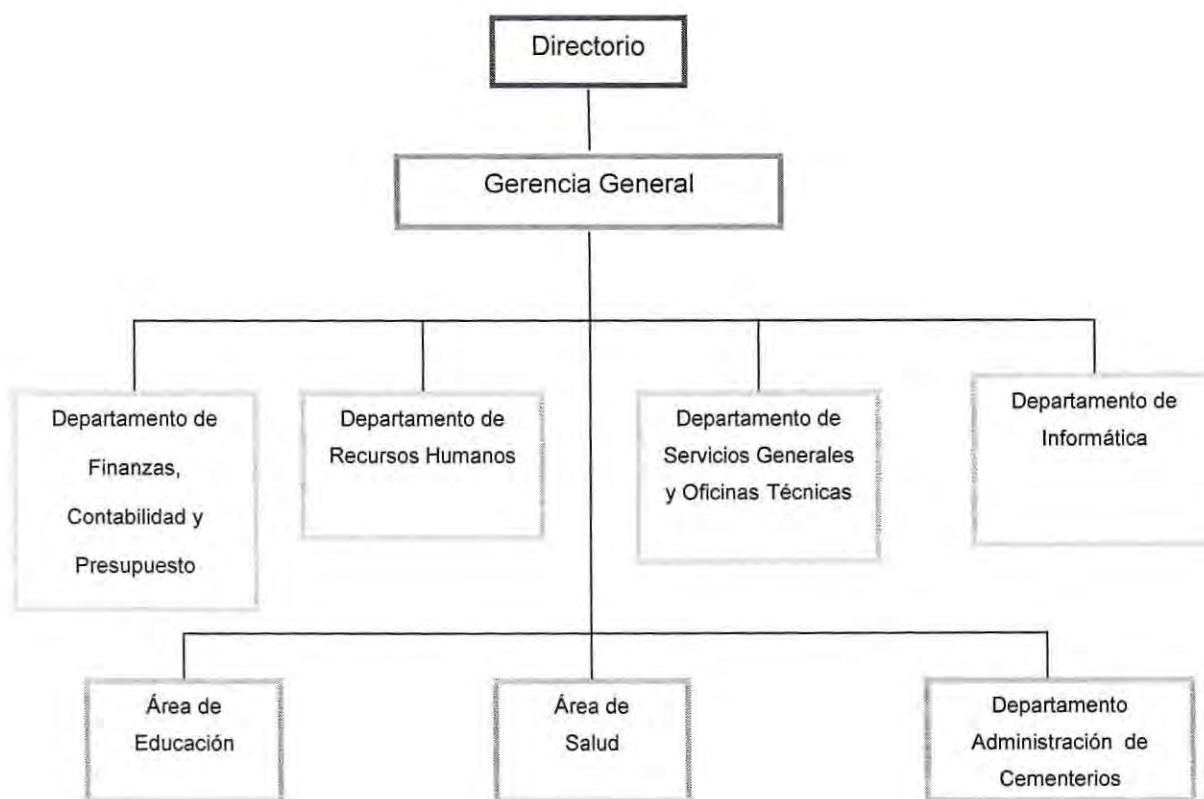 Directorio
Gerencia General
Departamento de
Finanzas,
Contabilidad y
Presupuesto
Departamento de
Recursos Humanos
Departamento de
Servicios Generales
y Oficinas Técnicas
Departamento de
Informática
Área de
Educación
Área de
Salud
Departamento
Administración de
Cementerios